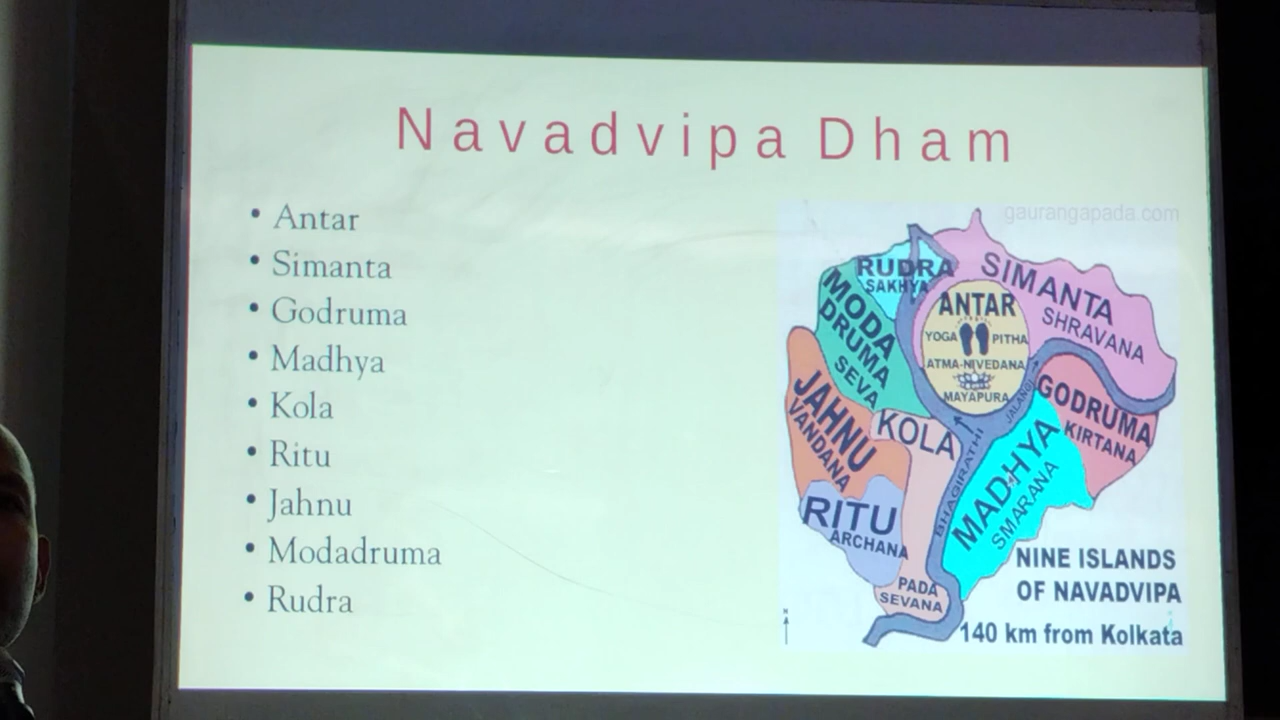 Navadvipa Dham
• Antar
• Simanta
• Godruma
• Madhya
• Kola
• Ritu
• Jahnu
• Modadruma
• Rudra
gaurangapada.com
RUDRA
SAKHYA
SIMANTA
SHRAVANA
MODA
DRUMA
SEVA
ANTAR
YOGA PITHA
ATMA-NIVEDANA
MAYAPURA
JALANGI
GODRUMA
KIRTANA
JAHNU
VANDANA
KOLA
BHAGIRATHI
MADHYA
SMARANA
RITU
ARCHANA
PADA
SEVANA
NINE ISLANDS
OF NAVADVIPA
140 km from Kolkata
N